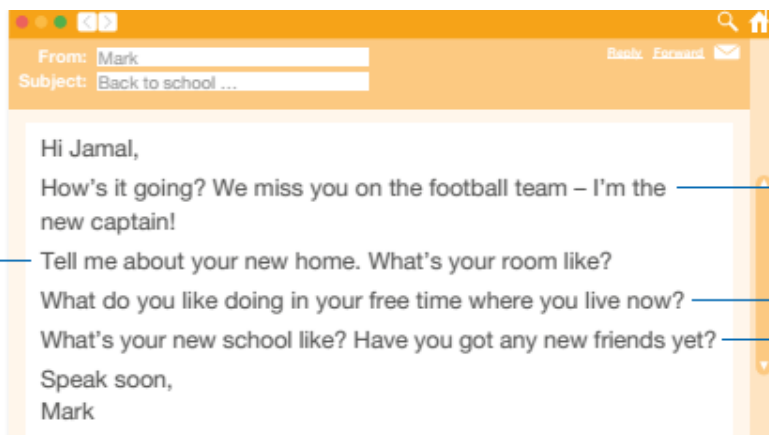 From: Mark
Reply Forward
Subject: Back to school ...
Hi Jamal,
How's it going? We miss you on the football team – I'm the
new captain!
Tell me about your new home. What's your room like?
What do you like doing in your free time where you live now?
What's your new school like? Have you got any new friends yet?
Speak soon,
Mark